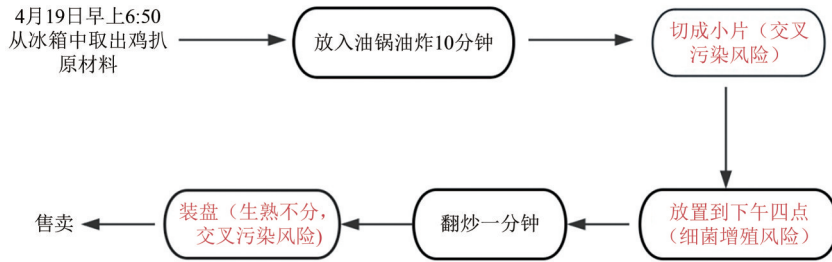 4月19日早上6:50
从冰箱中取出鸡扒
原材料
放入油锅油炸10分钟
切成小片（交叉
污染风险）
放置到下午四点
（细菌增殖风险）
翻炒一分钟
装盘（生熟不分，
交叉污染风险)
售卖